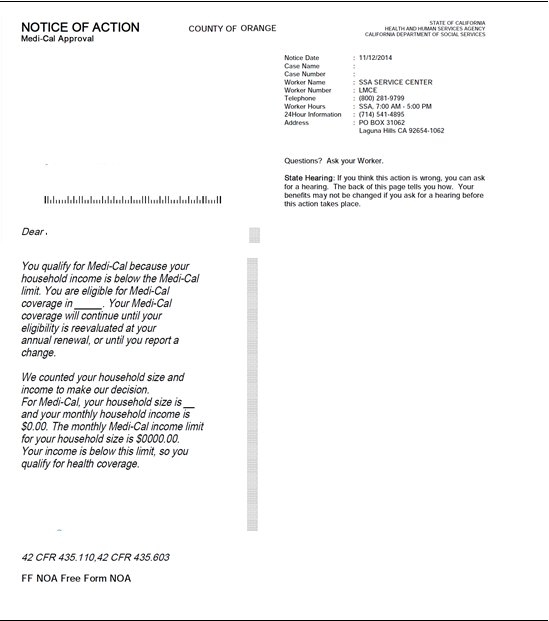 NOTICE OF ACTION
COUNTY OF ORANGE
STATE OF CALIFORNIA
HEALTH AND HUMAN SERVICES AGENCY
CALIFORNIA DEPARTMENT OF SOCIAL SERVICES
Medi-Cal Approval
Notice Date : 11/12/2014
Case Name :
Case Number :
Worker Name : SSA SERVICE CENTER
Worker Number : LMCE
Telephone : (800) 281-9799
Worker Hours : SSA, 7:00 AM - 5:00 PM
24Hour Information : (714) 541-4895
Address : PO BOX 31062
Laguna Hills CA 92654-1062
Questions? Ask your Worker.
State Hearing: If you think this action is wrong, you can ask
for a hearing. The back of this page tells you how. Your
benefits may not be changed if you ask for a hearing before
this action takes place.
Dear
You qualify for Medi-Cal because your
household income is below the Medi-Cal
limit. You are eligible for Medi-Cal
coverage in _____. Your Medi-Cal
coverage will continue until your
eligibility is reevaluated at your
annual renewal, or until you report a
change.
We counted your household size and
income to make our decision.
For Medi-Cal, your household size is __
and your monthly household income is
$0.00. The monthly Medi-Cal income limit
for your household size is $0000.00.
Your income is below this limit, so you
qualify for health coverage.
42 CFR 435.110,42 CFR 435.603
FF NOA Free Form NOA